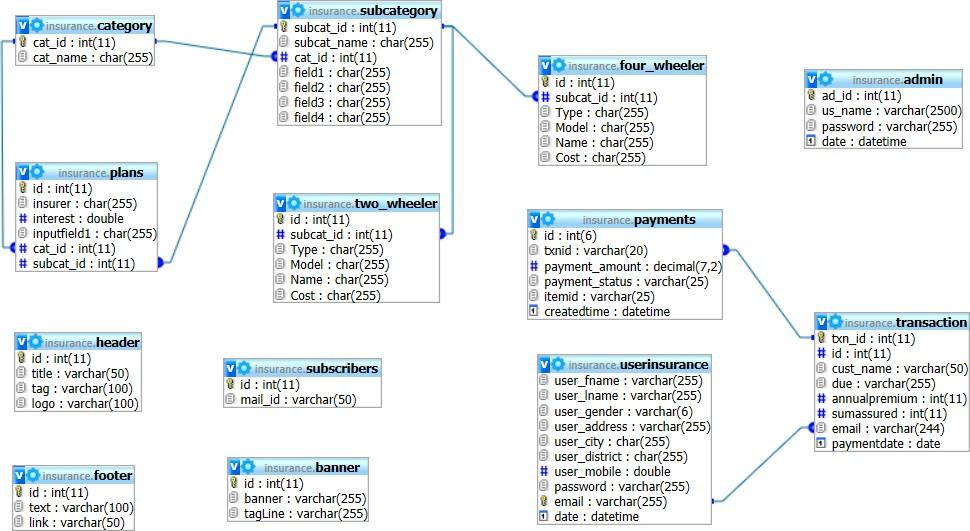 insurance.category
cat_id : int(11)
cat_name : char(255)
insurance.subcategory
subcat_id : int(11)
subcat_name : char(255)
cat_id : int(11)
field1 : char(255)
field2 : char(255)
field3 : char(255)
field4 : char(255)
insurance.four_wheeler
id : int(11)
subcat_id : int(11)
Type : char(255)
Model : char(255)
Name : char(255)
Cost : char(255)
insurance.admin
ad_id : int(11)
us_name : varchar(2500)
password : varchar(255)
date : datetime
insurance.plans
id : int(11)
insurer : char(255)
interest : double
inputfield1 : char(255)
cat_id : int(11)
subcat_id : int(11)
insurance.two_wheeler
id : int(11)
subcat_id : int(11)
Type : char(255)
Model : char(255)
Name : char(255)
Cost : char(255)
insurance.payments
id : int(6)
txnid : varchar(20)
payment_amount : decimal(7,2)
payment_status : varchar(25)
itemid : varchar(25)
createdtime : datetime
insurance.transaction
txn_id : int(11)
id : int(11)
cust_name : varchar(50)
due : varchar(255)
annualpremium : int(11)
sumassured : int(11)
email : varchar(244)
paymentdate : date
insurance.header
id : int(11)
title : varchar(50)
tag : varchar(100)
logo : varchar(100)
insurance.subscribers
id : int(11)
mail_id : varchar(50)
insurance.userinsurance
user_fname : varchar(255)
user_lname : varchar(255)
user_gender : varchar(6)
user_address : varchar(255)
user_city : char(255)
user_district : char(255)
user_mobile : double
password : varchar(255)
email : varchar(255)
date : datetime
insurance.footer
id : int(11)
text : varchar(100)
link : varchar(50)
insurance.banner
id : int(11)
banner : varchar(255)
tagLine : varchar(255)